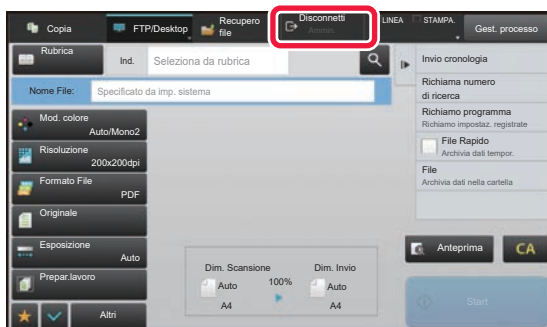 Copia
FTP/Desktop
Recupero
file
Disconnetti
Ammin.
LINEA
STAMPA.
Gest. processo
Rubrica
Ind.
Seleziona da rubrica
Nome File:
Specificato da imp. sistema
Mod. colore
Auto/Mono2
Risoluzione
200x200dpi
Formato File
PDF
Originale
Esposizione
Auto
Prepar.lavoro
Altri
Dim. Scansione
Auto
A4
100%
Dim. Invio
Auto
A4
Invio cronologia
Richiama numero
di ricerca
Richiamo programma
Richiamo impostaz. registrate
File Rapido
Archivia dati tempor.
File
Archivia dati nella cartella
Anteprima
CA
Start